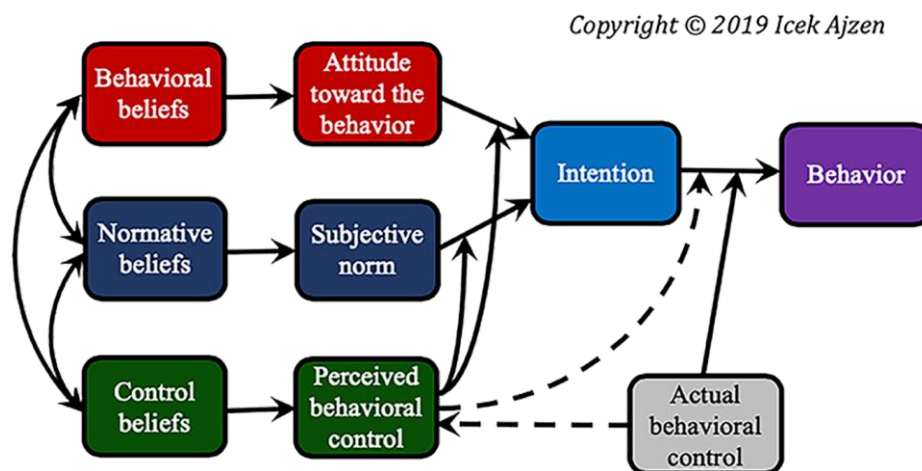 Copyright © 2019 Icek Ajzen
Behavioral
beliefs
Attitude
toward the
behavior
Intention
Behavior
Normative
beliefs
Subjective
norm
Control
beliefs
Perceived
behavioral
control
Actual
behavioral
control